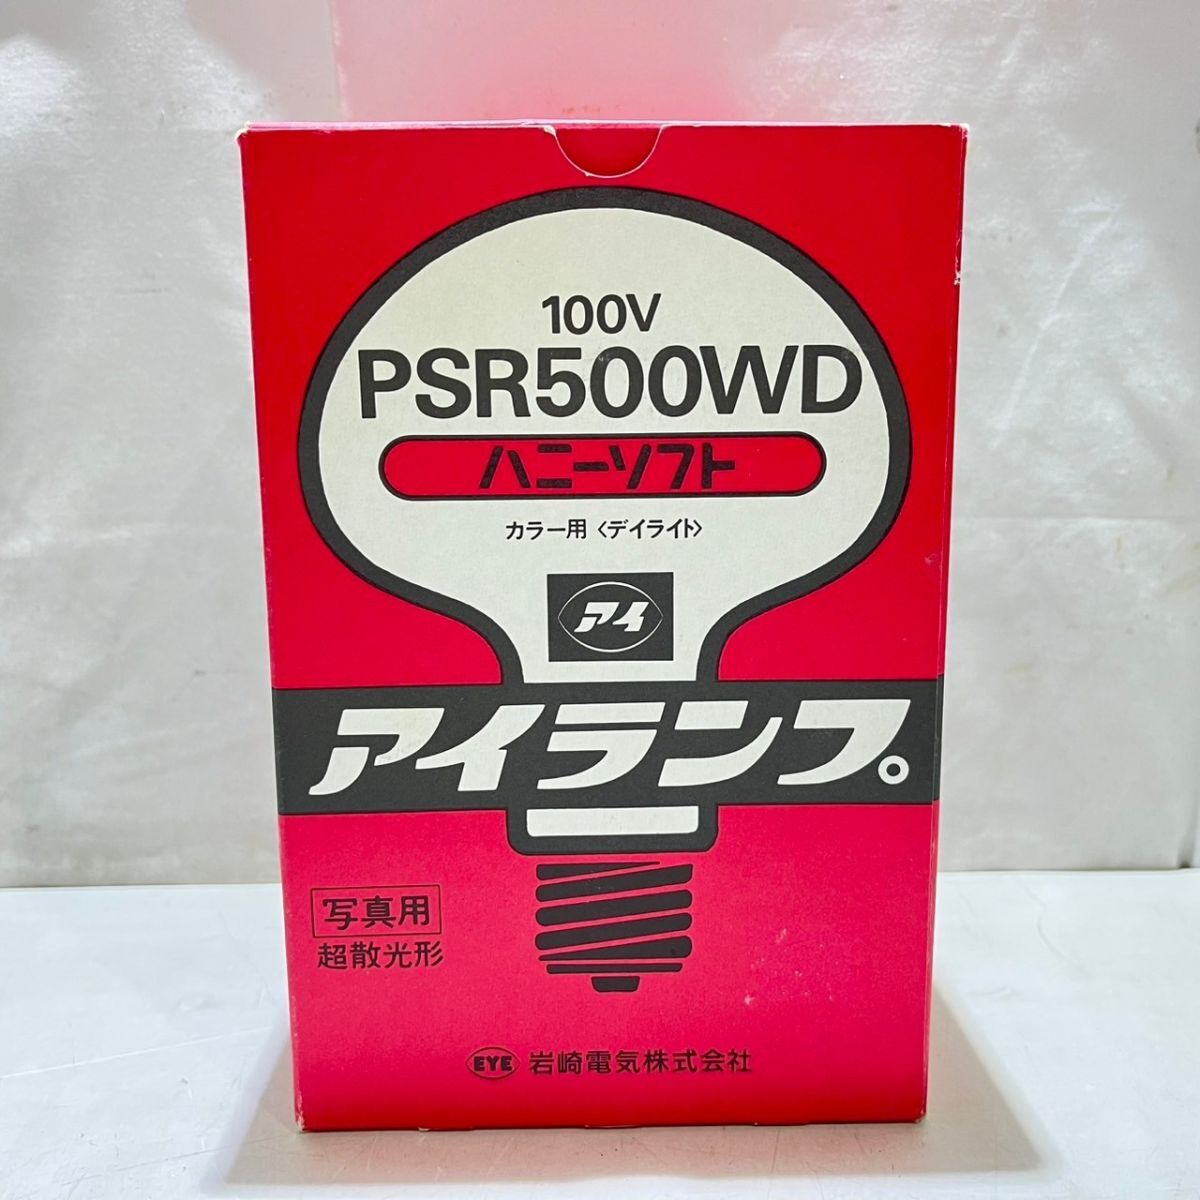 100V
PSR500WD
ハニーソフト
カラー用〈デイライト〉
アイ
アイランプ。
写真用
超散光形
EYE 岩崎電気株式会社